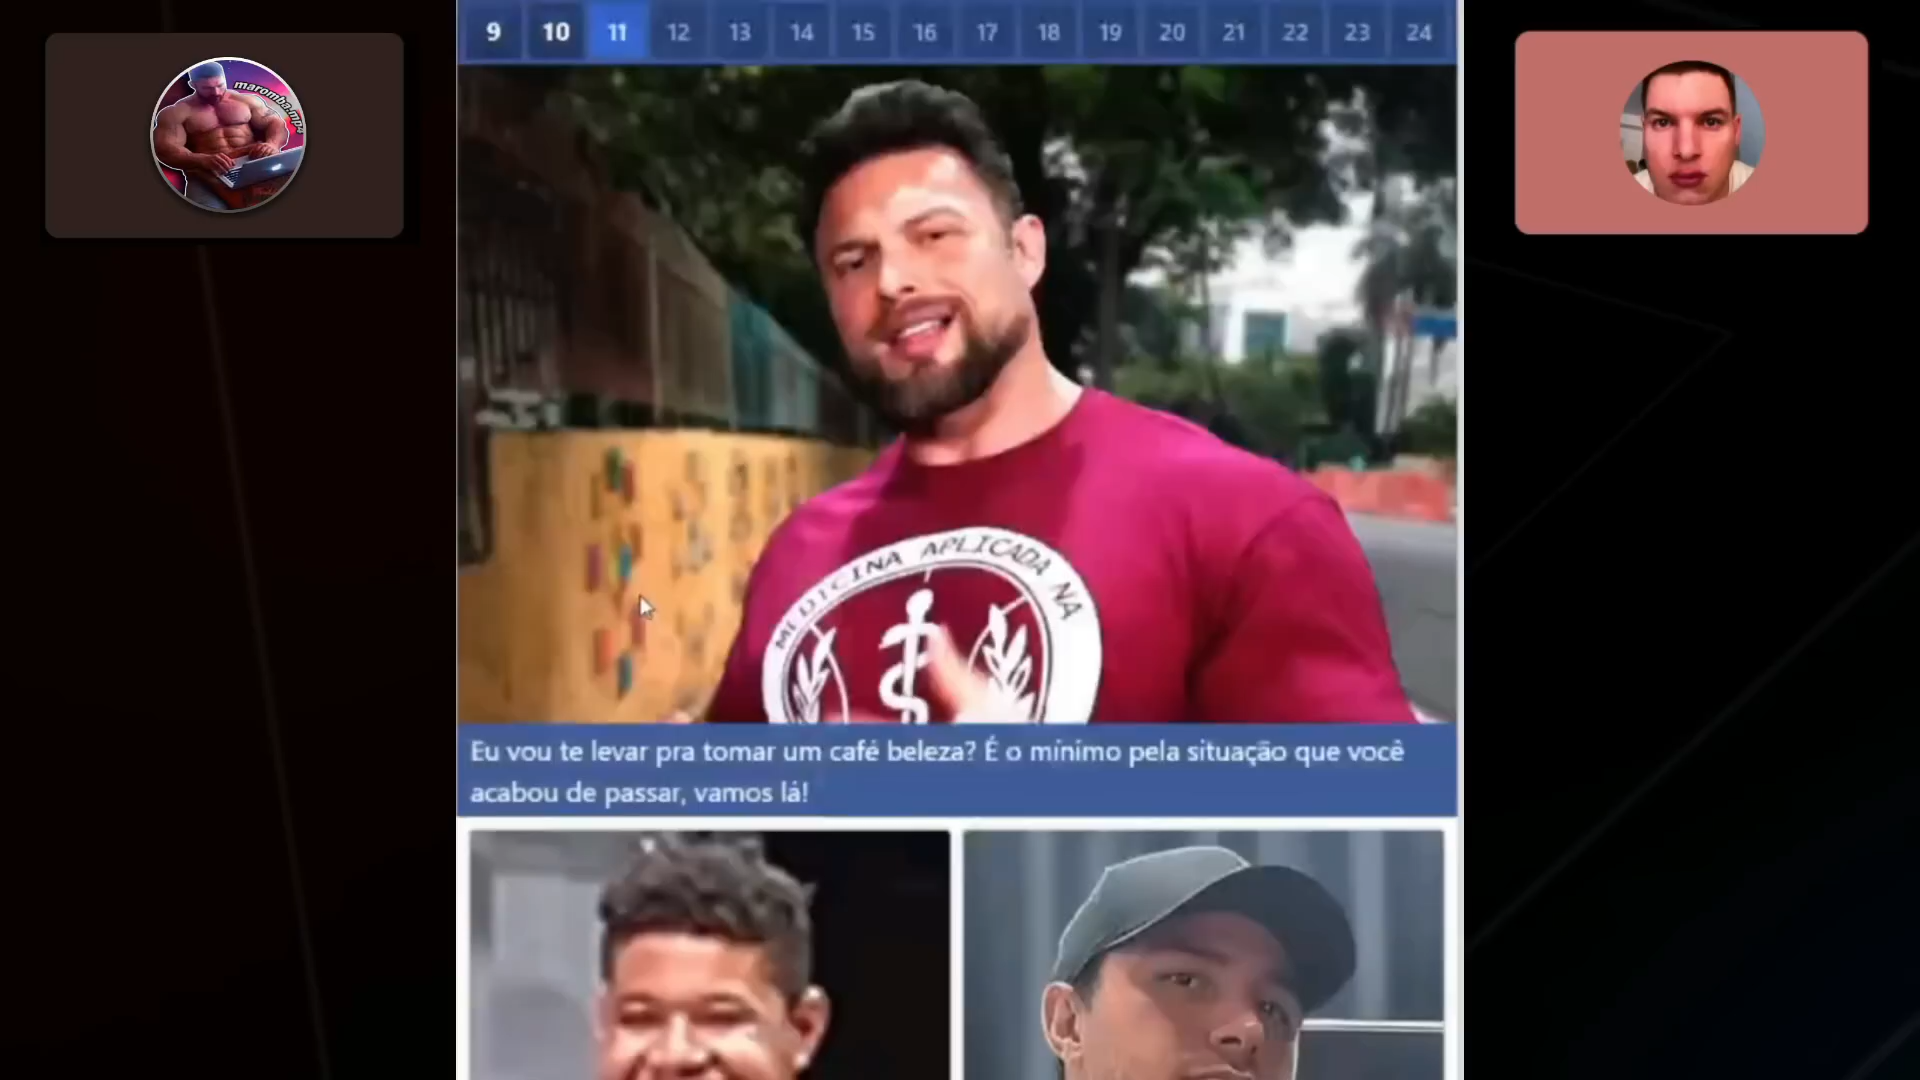 9 10 11 12 13 14 15 16 17 18 19 20 21 22 23 24
maromba.mp4
MEDICINA APLICADA NA
Eu vou te levar pra tomar um café beleza? É o mínimo pela situação que você
acabou de passar, vamos lá!